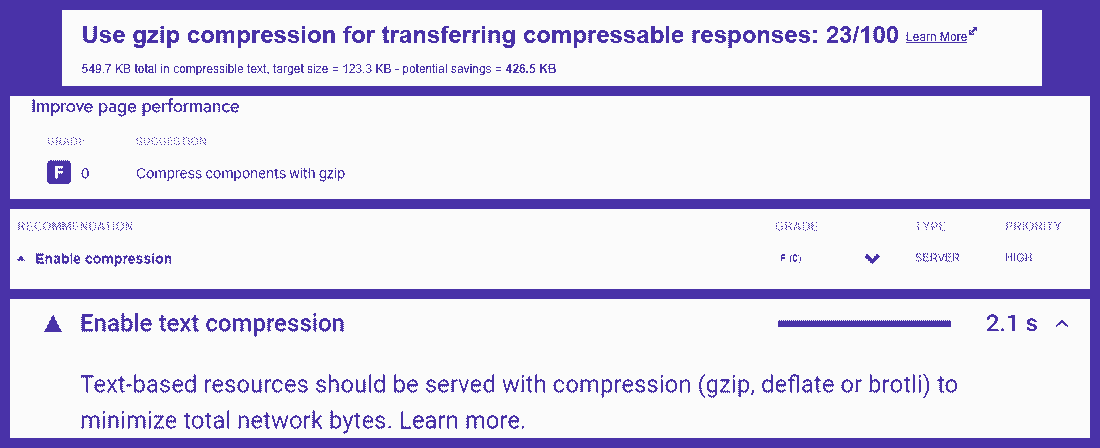 Use gzip compression for transferring compressable responses: 23/100 Learn More
549.7 KB total in compressible text, target size = 123.3 KB - potential savings = 426.5 KB
Improve page performance
GRADE SUGGESTION
F 0 Compress components with gzip
RECOMMENDATION GRADE TYPE PRIORITY
Enable compression F (0) SERVER HIGH
Enable text compression 2.1 s
Text-based resources should be served with compression (gzip, deflate or brotli) to
minimize total network bytes. Learn more.